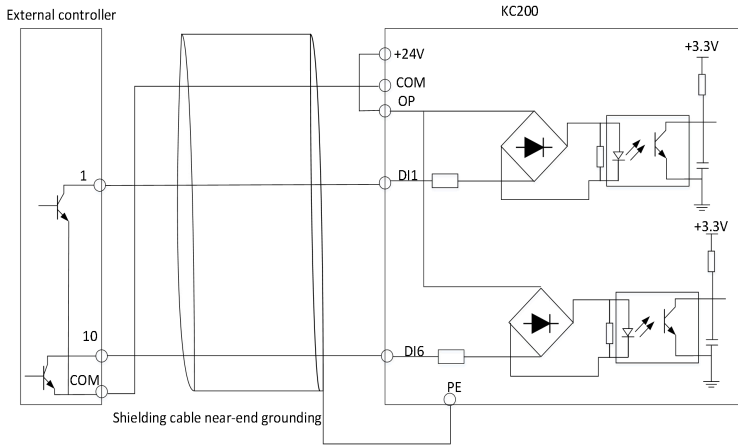 External controller
KC200
+24V
+3.3V
COM
OP
1
DI1
+3.3V
10
DI6
COM
PE
Shielding cable near-end grounding